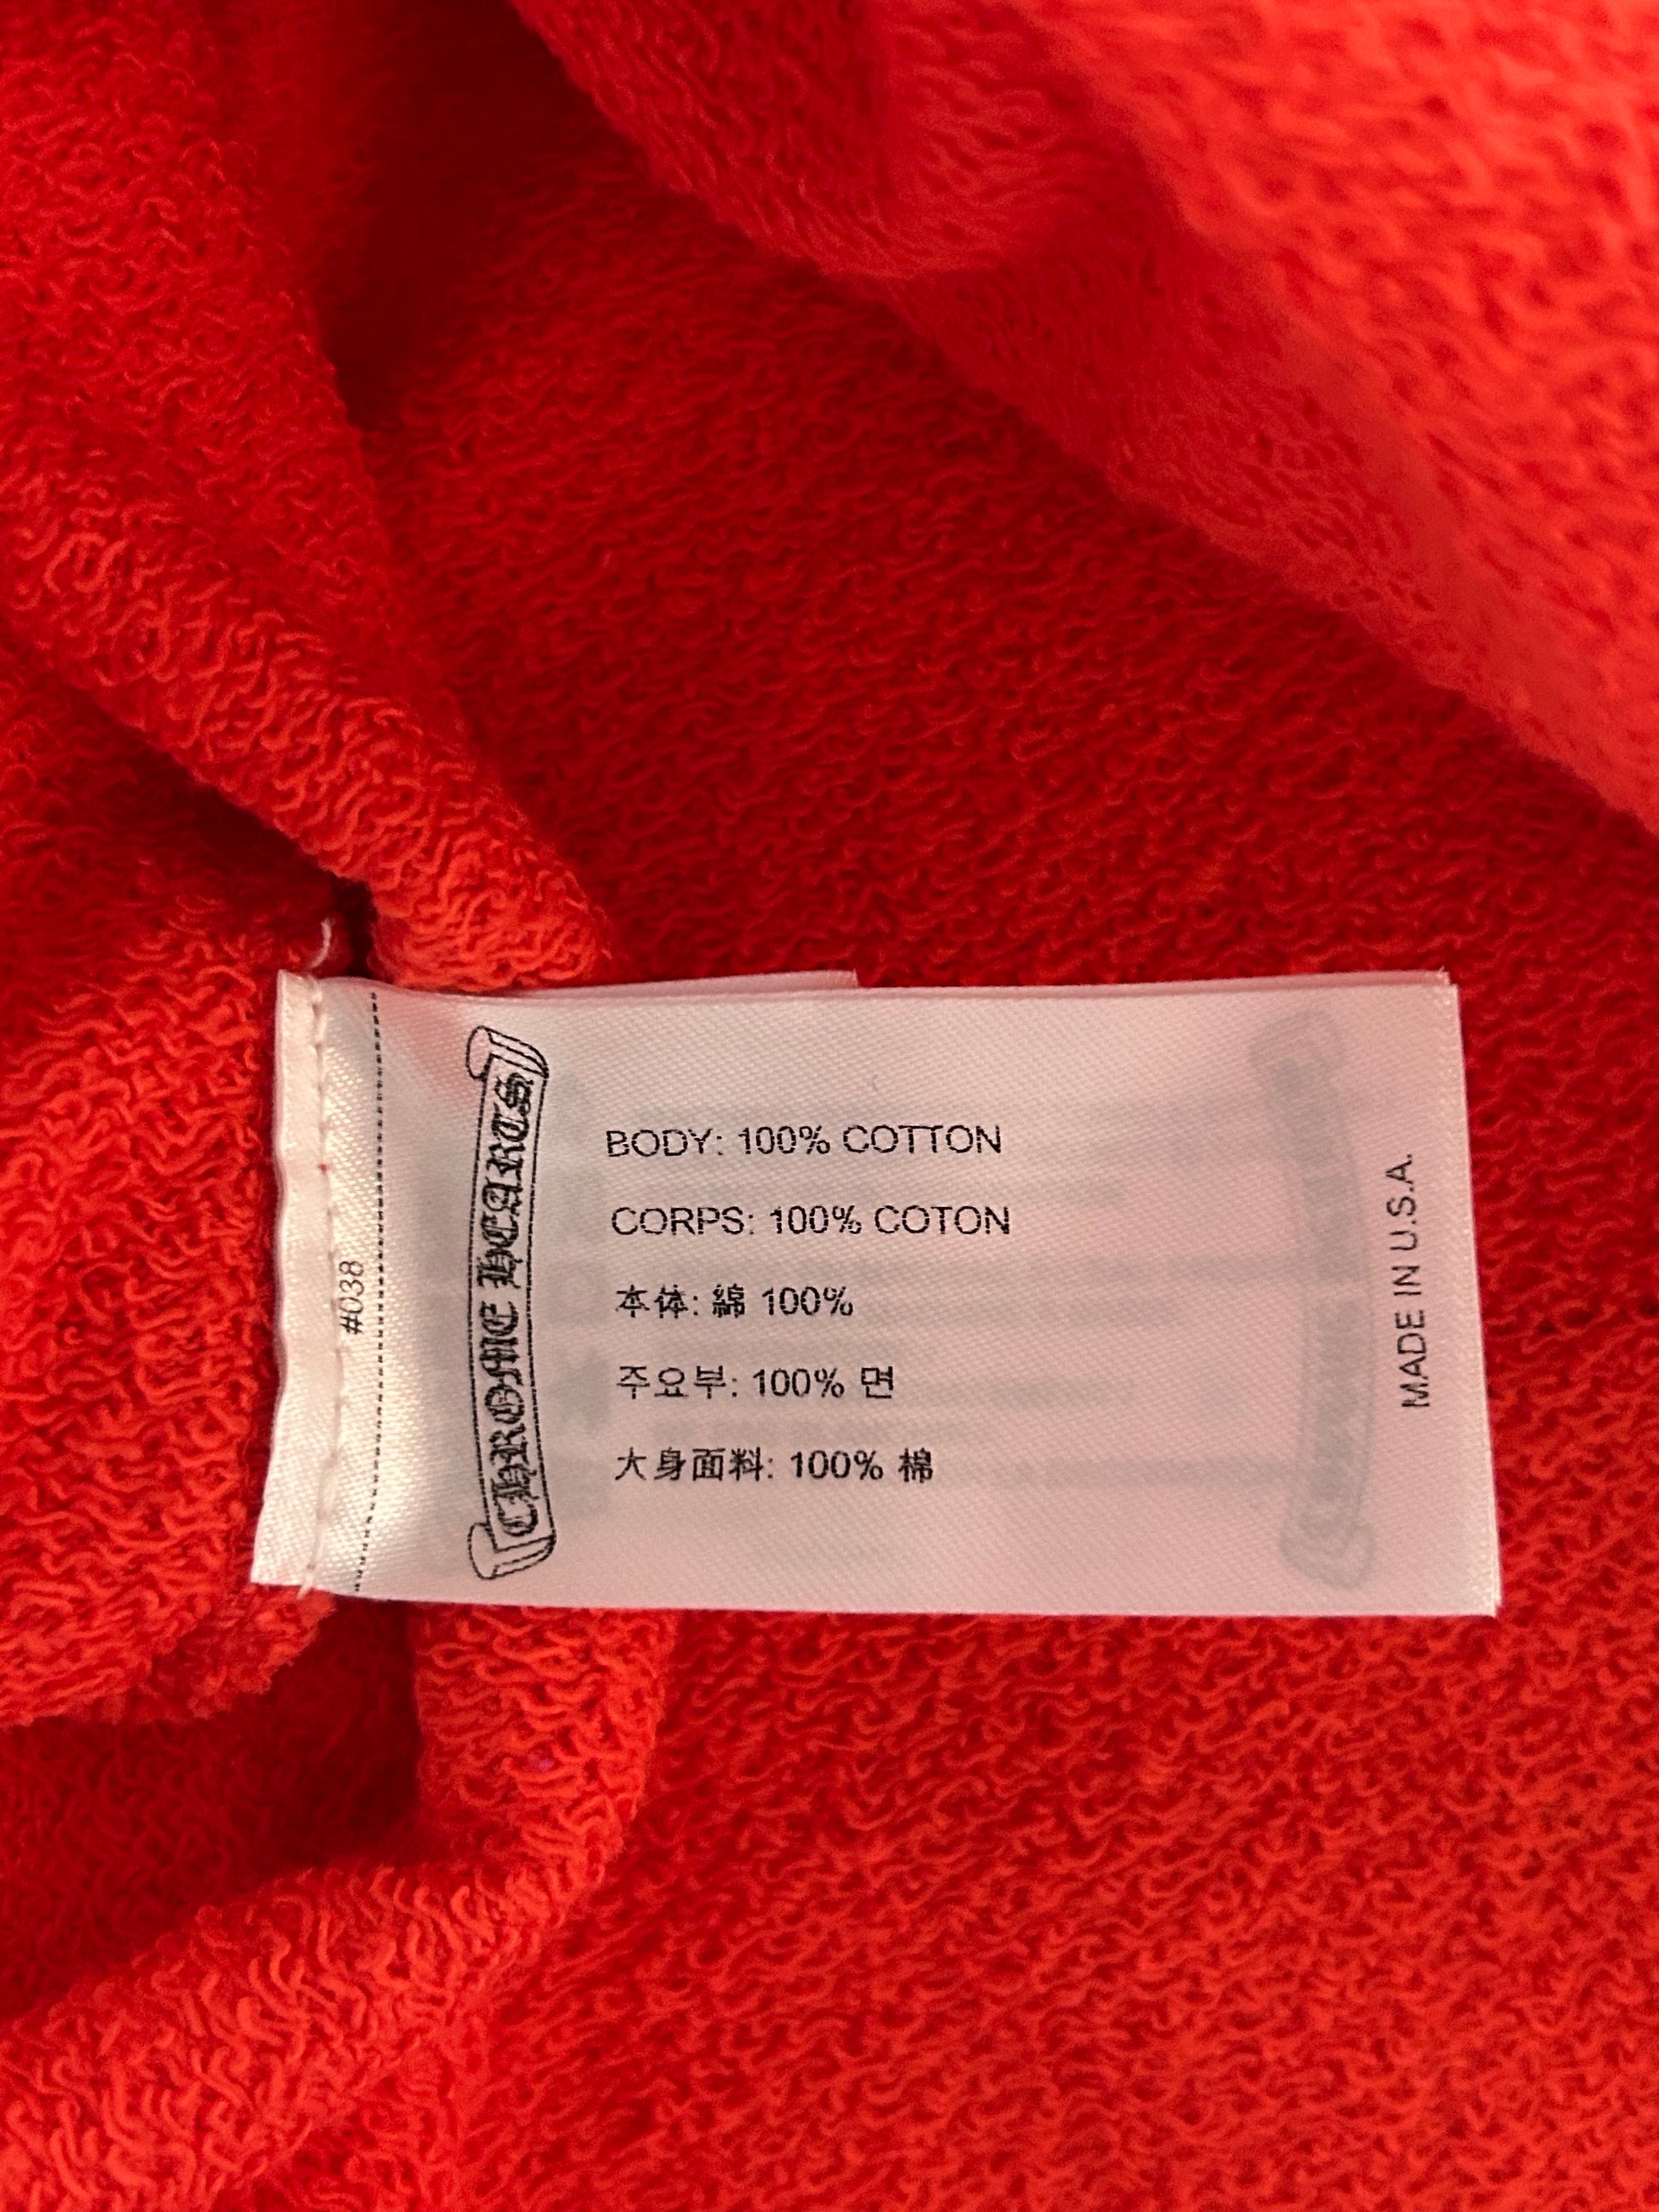 #038
CHROME HEARTS
BODY: 100% COTTON
CORPS: 100% COTON
本体: 綿 100%
주요부: 100% 면
大身面料: 100% 棉
MADE IN U.S.A.